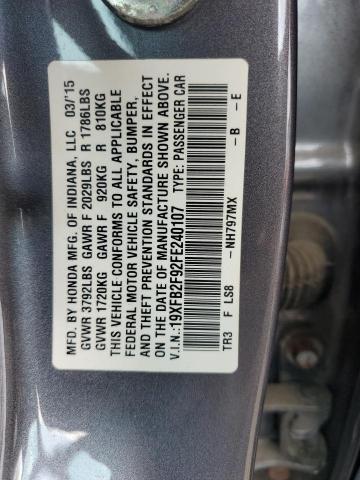 MFD. BY HONDA MFG. OF INDIANA, LLC 03/'15
GVWR 3792LBS GAWR F 2029LBS R 1786LBS
GVWR 1720KG GAWR F 920KG R 810KG
THIS VEHICLE CONFORMS TO ALL APPLICABLE
FEDERAL MOTOR VEHICLE SAFETY, BUMPER,
AND THEFT PREVENTION STANDARDS IN EFFECT
ON THE DATE OF MANUFACTURE SHOWN ABOVE.
V.I.N.:19XFB2F92FE240107 TYPE: PASSENGER CAR
TR3 F LS8 -NH797MX -B -E